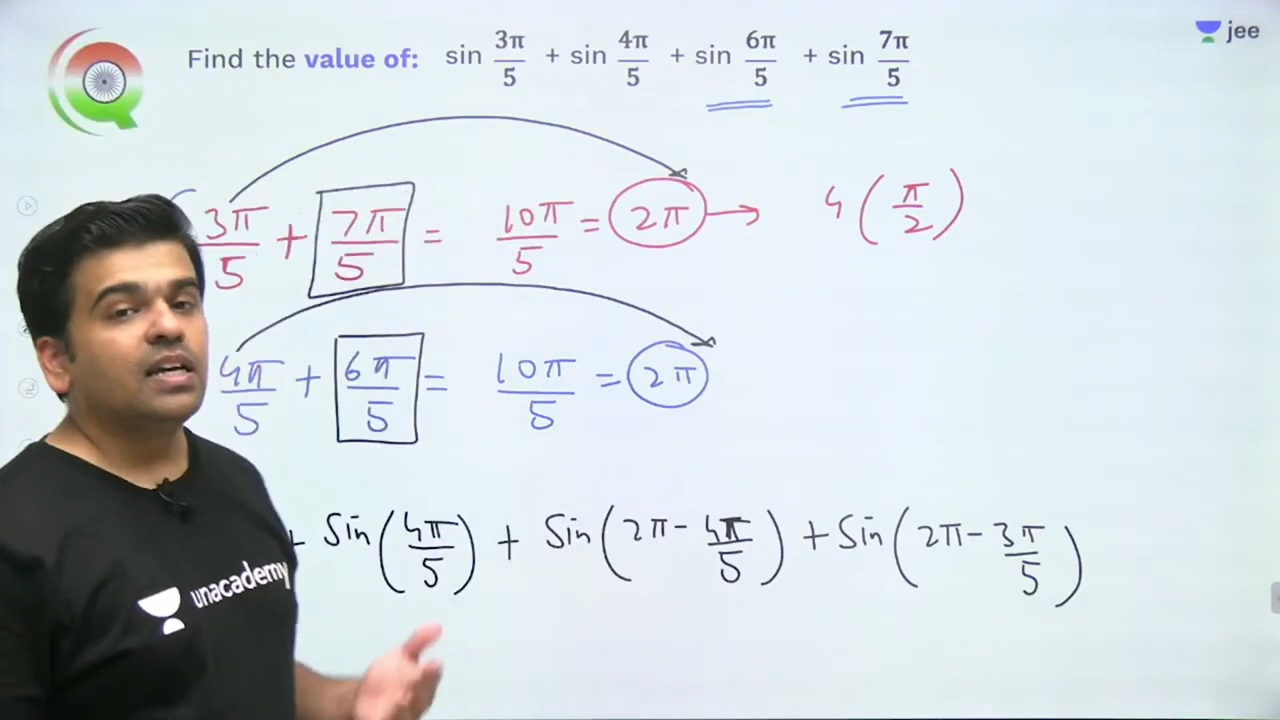 Find the value of: sin 3π/5 + sin 4π/5 + sin 6π/5 + sin 7π/5
jee
3π/5 + 7π/5 = 10π/5 = 2π → 4(π/2)
4π/5 + 6π/5 = 10π/5 = 2π
+ Sin(4π/5) + Sin(2π - 4π/5) + Sin(2π - 3π/5)
unacademy